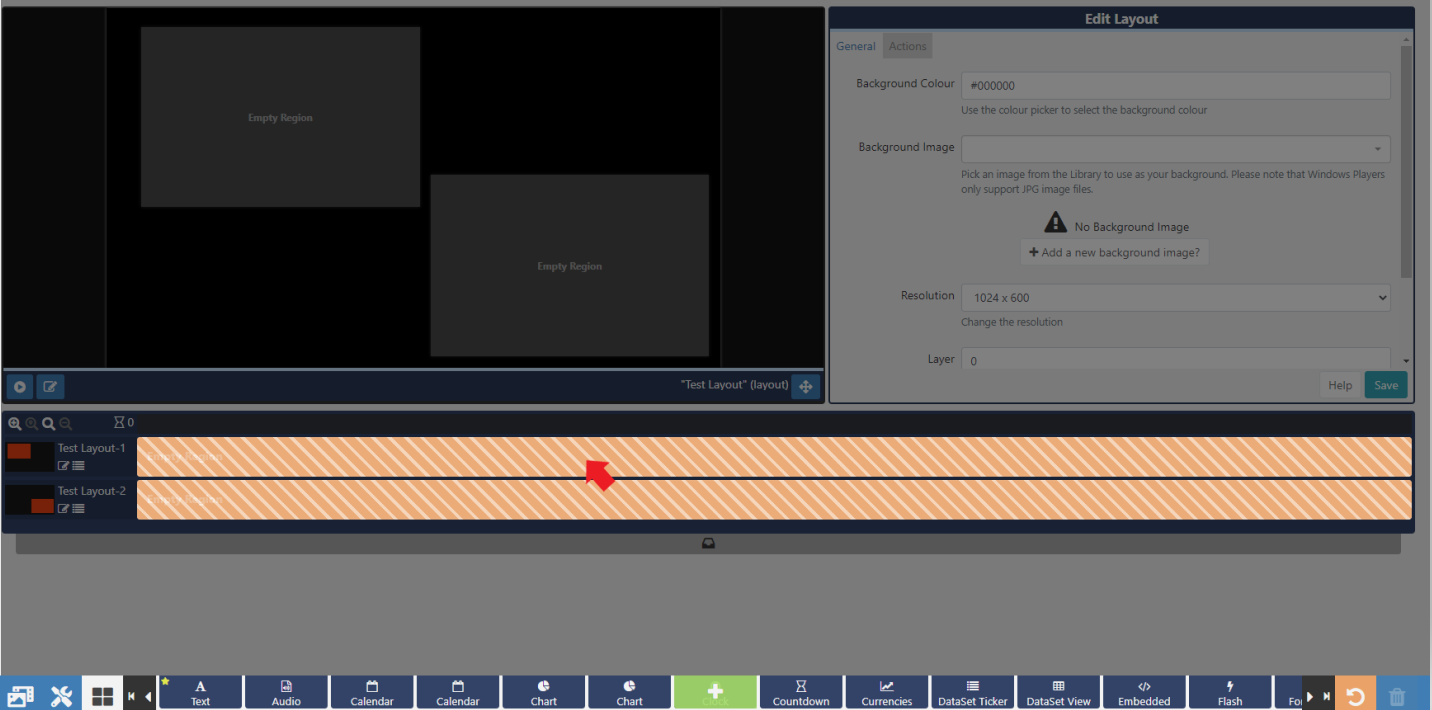 Edit Layout
General Actions
Empty Region
Empty Region
Background Colour #000000
Use the colour picker to select the background colour
Background Image
Pick an image from the Library to use as your background. Please note that Windows Players
only support JPG image files.
No Background Image
Add a new background image?
Resolution 1024 x 600
Change the resolution
Layer 0
"Test Layout" (layout)
Help Save
0
Test Layout-1 Empty Region
Test Layout-2 Empty Region
Text Audio Calendar Calendar Chart Chart Clock Countdown Currencies DataSet Ticker DataSet View Embedded Flash